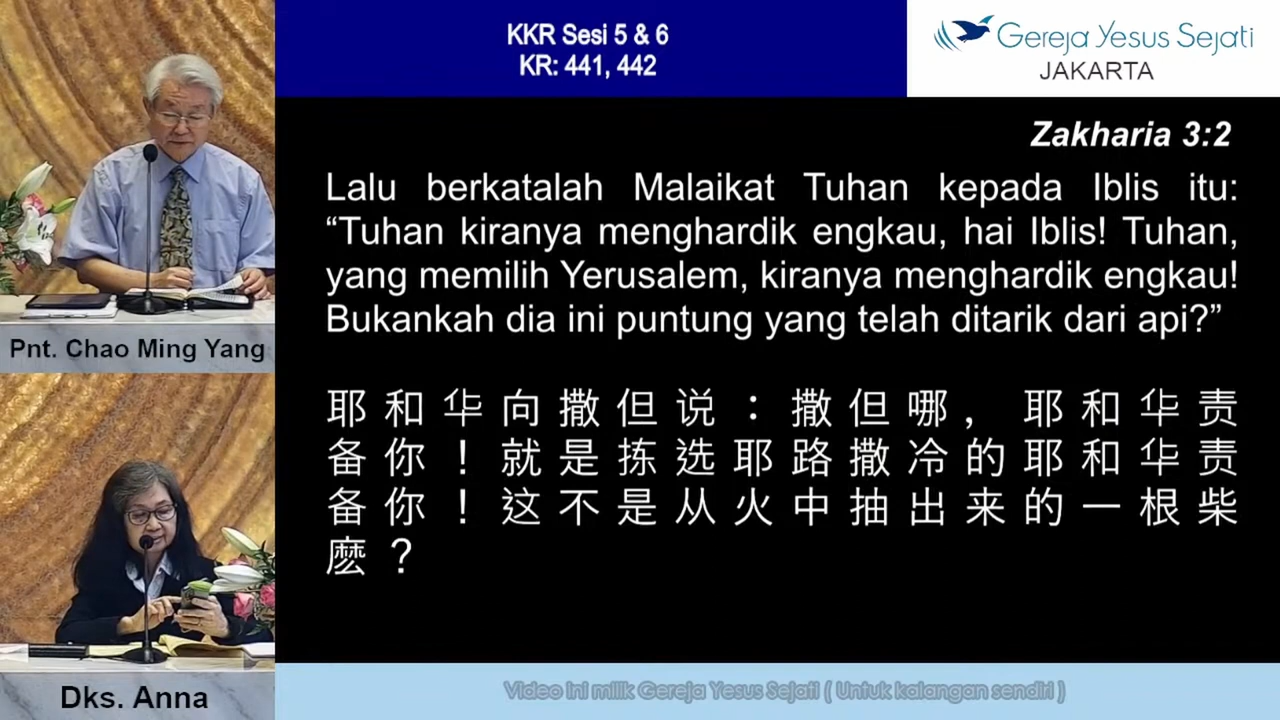 KKR Sesi 5 & 6
KR: 441, 442
Gereja Yesus Sejati
JAKARTA
Zakharia 3:2
Lalu berkatalah Malaikat Tuhan kepada Iblis itu:
“Tuhan kiranya menghardik engkau, hai Iblis! Tuhan,
yang memilih Yerusalem, kiranya menghardik engkau!
Bukankah dia ini puntung yang telah ditarik dari api?”
耶和华向撒但说：撒但哪，耶和华责
备你！就是拣选耶路撒冷的耶和华责
备你！这不是从火中抽出来的一根柴
麽？
Pnt. Chao Ming Yang
Dks. Anna
Video ini milik Gereja Yesus Sejati ( Untuk kalangan sendiri )